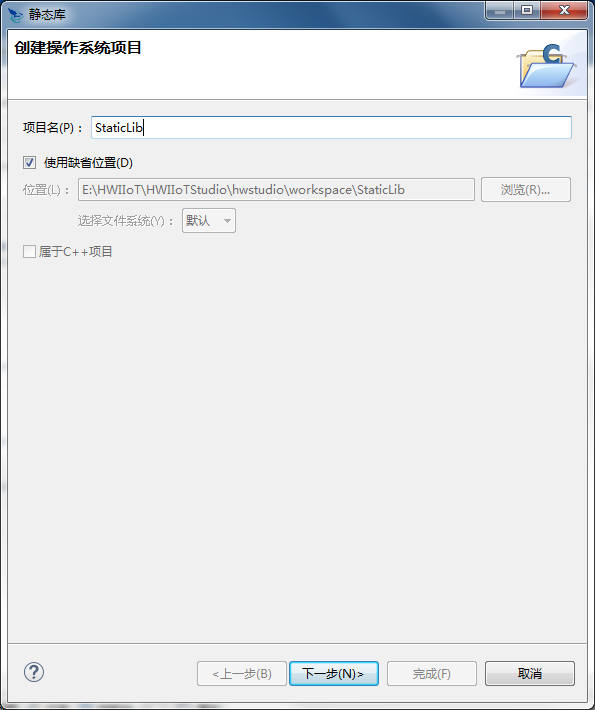 静态库
创建操作系统项目
项目名(P)： StaticLib
使用缺省位置(D)
位置(L)： E:\HWIIoT\HWIIoTStudio\hwstudio\workspace\StaticLib 浏览(R)...
选择文件系统(Y)： 默认
属于C++项目
? <上一步(B) 下一步(N)> 完成(F) 取消